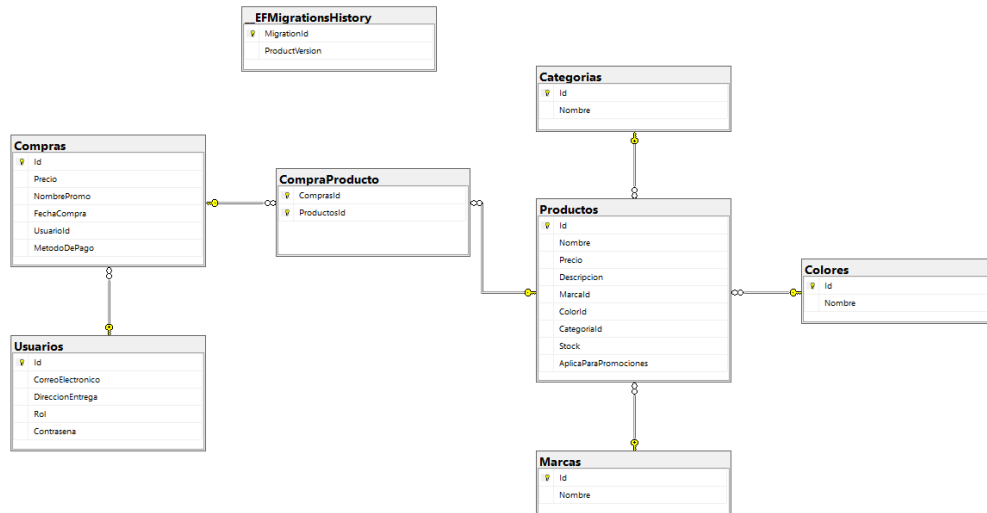 __EFMigrationsHistory
MigrationId
ProductVersion
Categorias
Id
Nombre
Compras
Id
Precio
NombrePromo
FechaCompra
UsuarioId
MetodoDePago
CompraProducto
ComprasId
ProductosId
Productos
Id
Nombre
Precio
Descripcion
MarcaId
ColorId
CategoriaId
Stock
AplicaParaPromociones
Colores
Id
Nombre
Usuarios
Id
CorreoElectronico
DireccionEntrega
Rol
Contrasena
Marcas
Id
Nombre